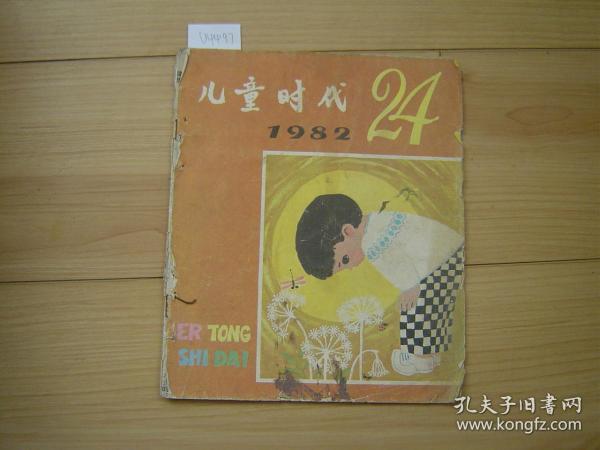 儿童时代
24
1982
ER TONG
SHI DAI
孔夫子旧书网
www.kongfz.com